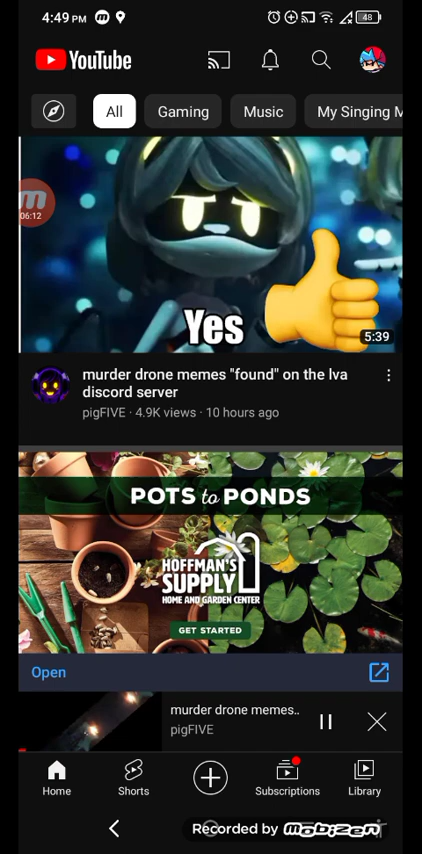 4:49 PM
48
YouTube
All
Gaming
Music
My Singing M
m
06:12
Yes
5:39
murder drone memes "found" on the lva
discord server
pigFIVE · 4.9K views · 10 hours ago
POTS to PONDS
HOFFMAN'S
SUPPLY
HOME AND GARDEN CENTER
GET STARTED
Open
murder drone memes..
pigFIVE
Home
Shorts
Subscriptions
Library
Recorded by mobizen